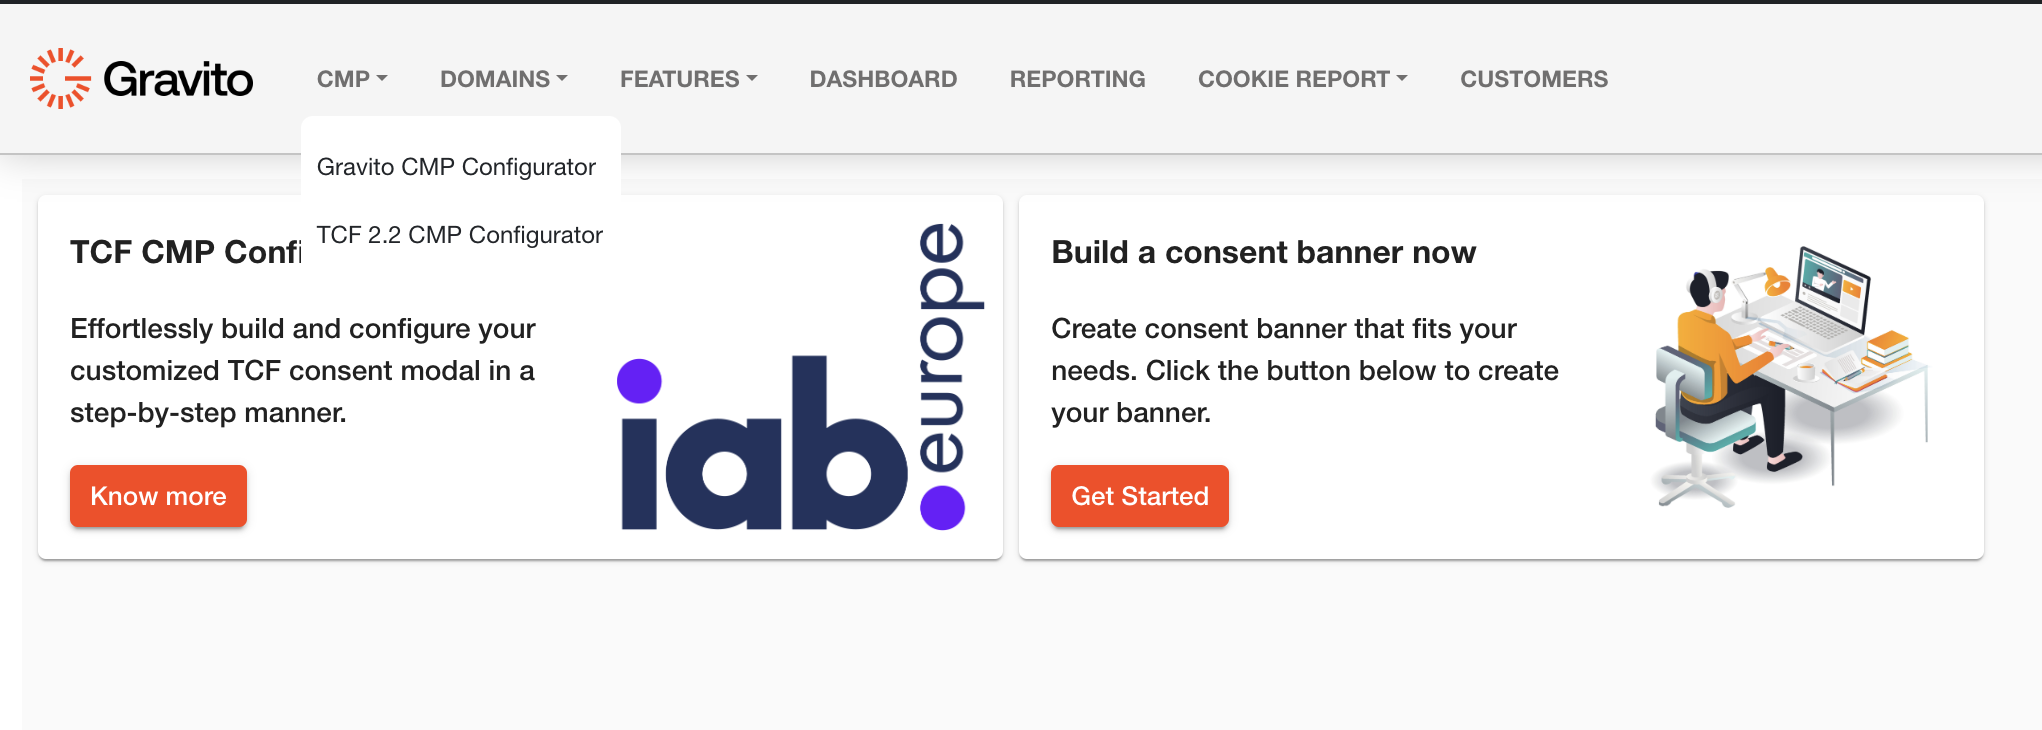 Gravito
CMP
DOMAINS
FEATURES
DASHBOARD
REPORTING
COOKIE REPORT
CUSTOMERS
Gravito CMP Configurator
TCF 2.2 CMP Configurator
TCF CMP Confi
Effortlessly build and configure your
customized TCF consent modal in a
step-by-step manner.
Know more
iab europe
Build a consent banner now
Create consent banner that fits your
needs. Click the button below to create
your banner.
Get Started